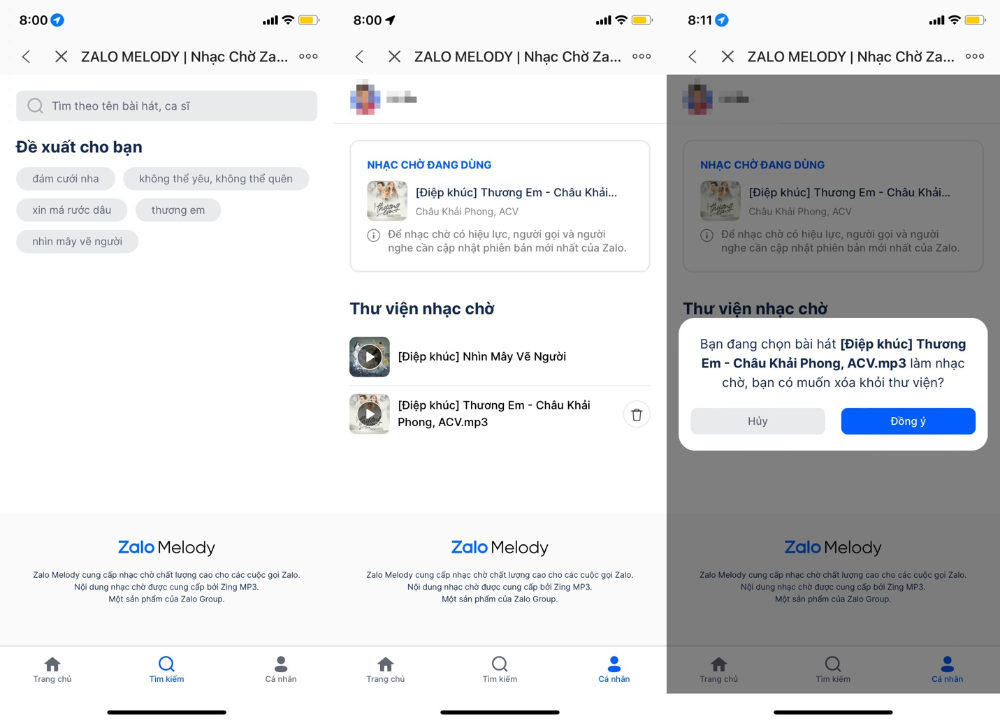 8:00
ZALO MELODY | Nhạc Chờ Za...
Tìm theo tên bài hát, ca sĩ
Đề xuất cho bạn
đám cưới nha
không thể yêu, không thể quên
xin má rước dâu
thương em
nhìn mây vẽ người
Zalo Melody
Zalo Melody cung cấp nhạc chờ chất lượng cao cho các cuộc gọi Zalo.
Nội dung nhạc chờ được cung cấp bởi Zing MP3.
Một sản phẩm của Zalo Group.
Trang chủ
Tìm kiếm
Cá nhân
8:00
ZALO MELODY | Nhạc Chờ Za...
NHẠC CHỜ ĐANG DÙNG
thương em
[Điệp khúc] Thương Em - Châu Khải...
Châu Khải Phong, ACV
Để nhạc chờ có hiệu lực, người gọi và người
nghe cần cập nhật phiên bản mới nhất của Zalo.
Thư viện nhạc chờ
[Điệp khúc] Nhìn Mây Vẽ Người
[Điệp khúc] Thương Em - Châu Khải
Phong, ACV.mp3
Zalo Melody
Zalo Melody cung cấp nhạc chờ chất lượng cao cho các cuộc gọi Zalo.
Nội dung nhạc chờ được cung cấp bởi Zing MP3.
Một sản phẩm của Zalo Group.
Trang chủ
Tìm kiếm
Cá nhân
8:11
ZALO MELODY | Nhạc Chờ Za...
NHẠC CHỜ ĐANG DÙNG
thương em
[Điệp khúc] Thương Em - Châu Khải...
Châu Khải Phong, ACV
Để nhạc chờ có hiệu lực, người gọi và người
nghe cần cập nhật phiên bản mới nhất của Zalo.
Thư viện nhạc chờ
Bạn đang chọn bài hát [Điệp khúc] Thương
Em - Châu Khải Phong, ACV.mp3 làm nhạc
chờ, bạn có muốn xóa khỏi thư viện?
Hủy
Đồng ý
Zalo Melody
Zalo Melody cung cấp nhạc chờ chất lượng cao cho các cuộc gọi Zalo.
Nội dung nhạc chờ được cung cấp bởi Zing MP3.
Một sản phẩm của Zalo Group.
Trang chủ
Tìm kiếm
Cá nhân